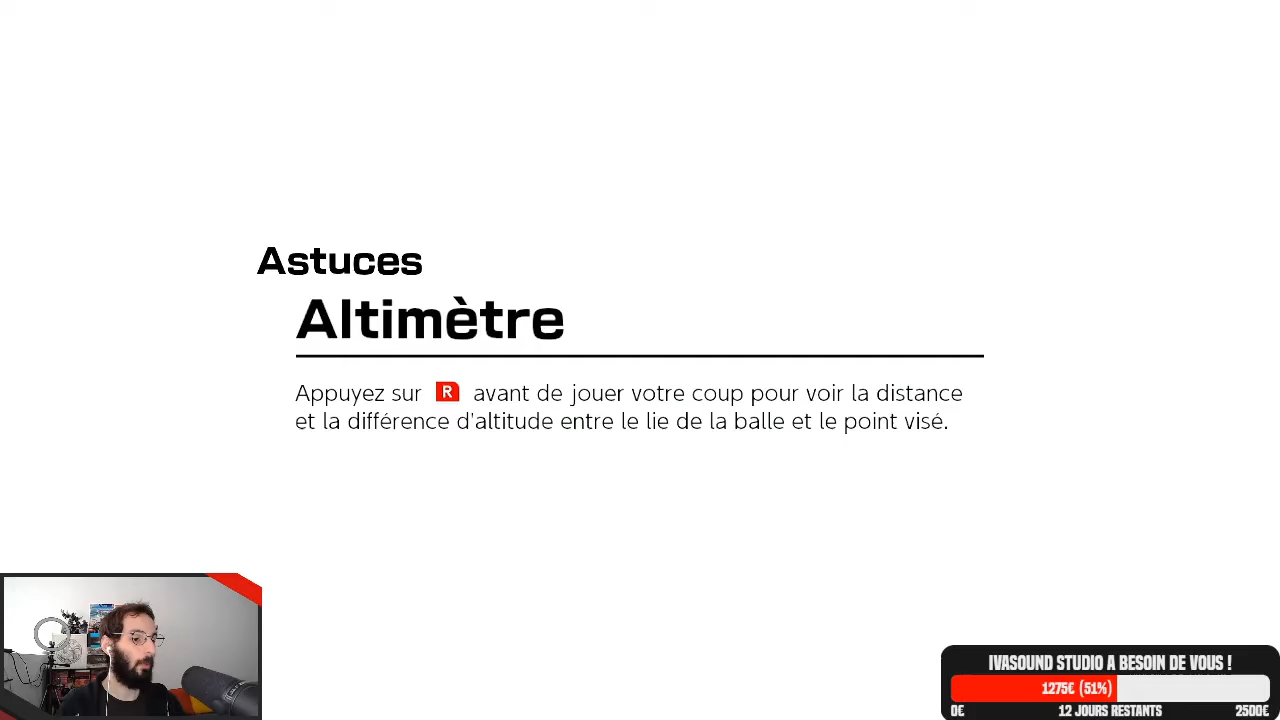 Astuces
Altimètre
Appuyez sur R avant de jouer votre coup pour voir la distance
et la différence d'altitude entre le lie de la balle et le point visé.
IVASOUND STUDIO A BESOIN DE VOUS !
1275€ (51%)
0€ 12 JOURS RESTANTS 2500€